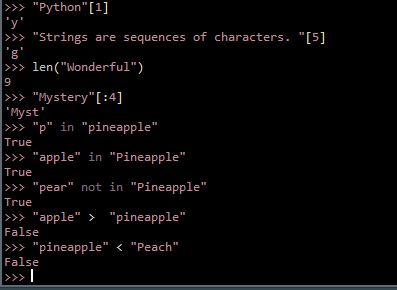 >>> "Python"[1]
'y'
>>> "Strings are sequences of characters. "[5]
'g'
>>> len("Wonderful")
9
>>> "Mystery"[:4]
'Myst'
>>> "p" in "pineapple"
True
>>> "apple" in "Pineapple"
True
>>> "pear" not in "Pineapple"
True
>>> "apple" >  "pineapple"
False
>>> "pineapple" < "Peach"
False
>>>